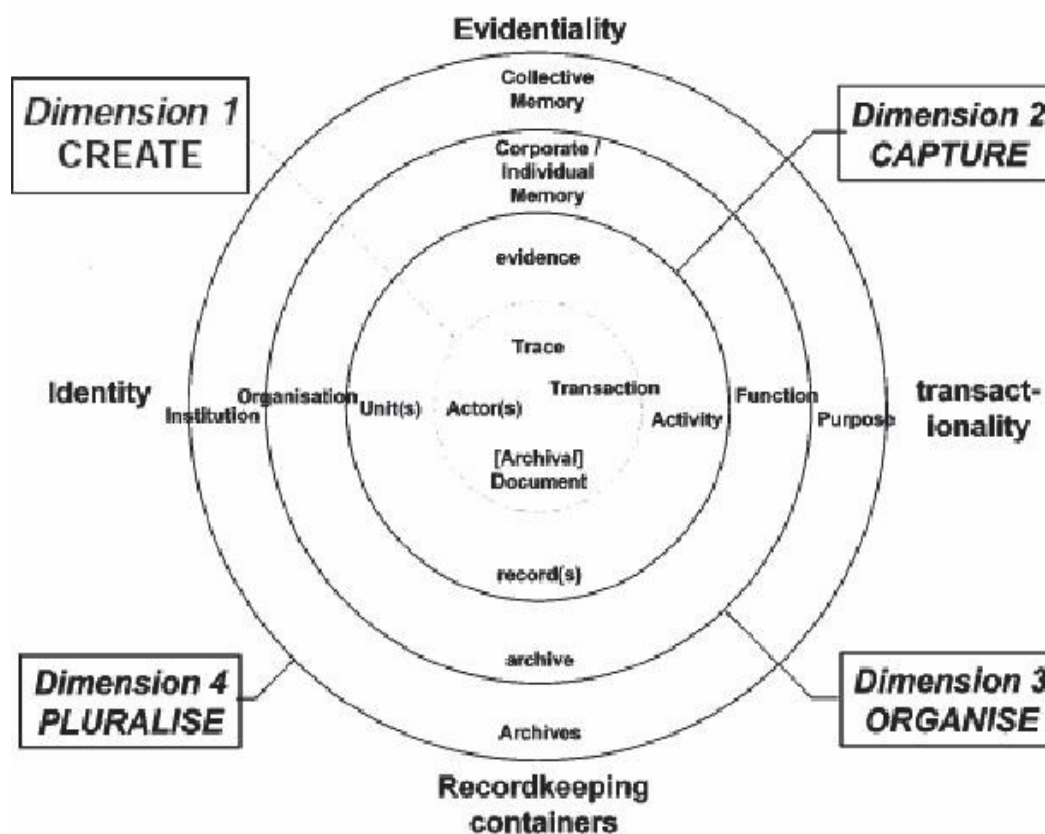 Evidentiality
Collective
Memory
Dimension 1
CREATE
Dimension 2
CAPTURE
Corporate /
Individual
Memory
evidence
Trace
Identity
Institution
Organisation
Unit(s)
Actor(s)
Transaction
Activity
Function
Purpose
transact-
ionality
[Archival]
Document
record(s)
archive
Dimension 4
PLURALISE
Dimension 3
ORGANISE
Archives
Recordkeeping
containers